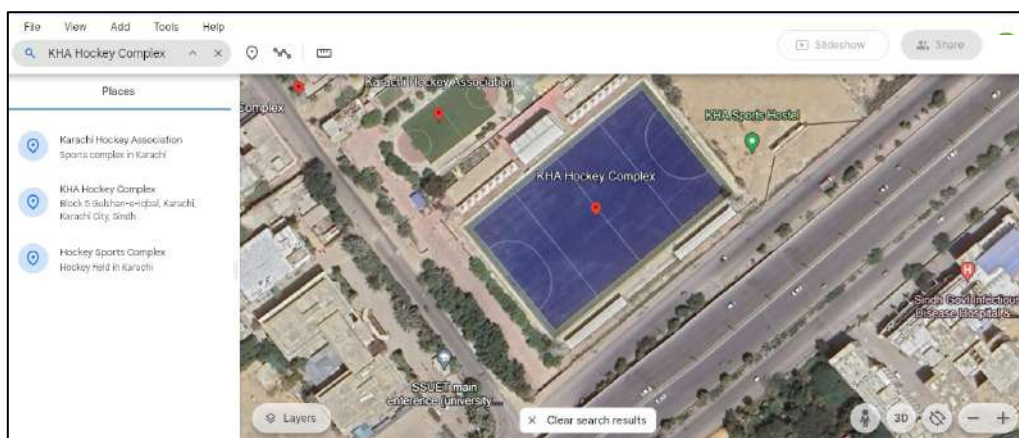 File View Add Tools Help
KHA Hockey Complex
Slideshow
Share
Places
Karachi Hockey Association
Sports complex in Karachi
KHA Hockey Complex
Block 5 Gulshan-e-Iqbal, Karachi,
Karachi City, Sindh
Hockey Sports Complex
Hockey Field in Karachi
Complex
Karachi Hockey Association
KHA Sports Hostel
KHA Hockey Complex
H
Sindh Govt Infectious
Disease Hospital &...
SSUET main
enterence (university...
Layers
Clear search results
3D